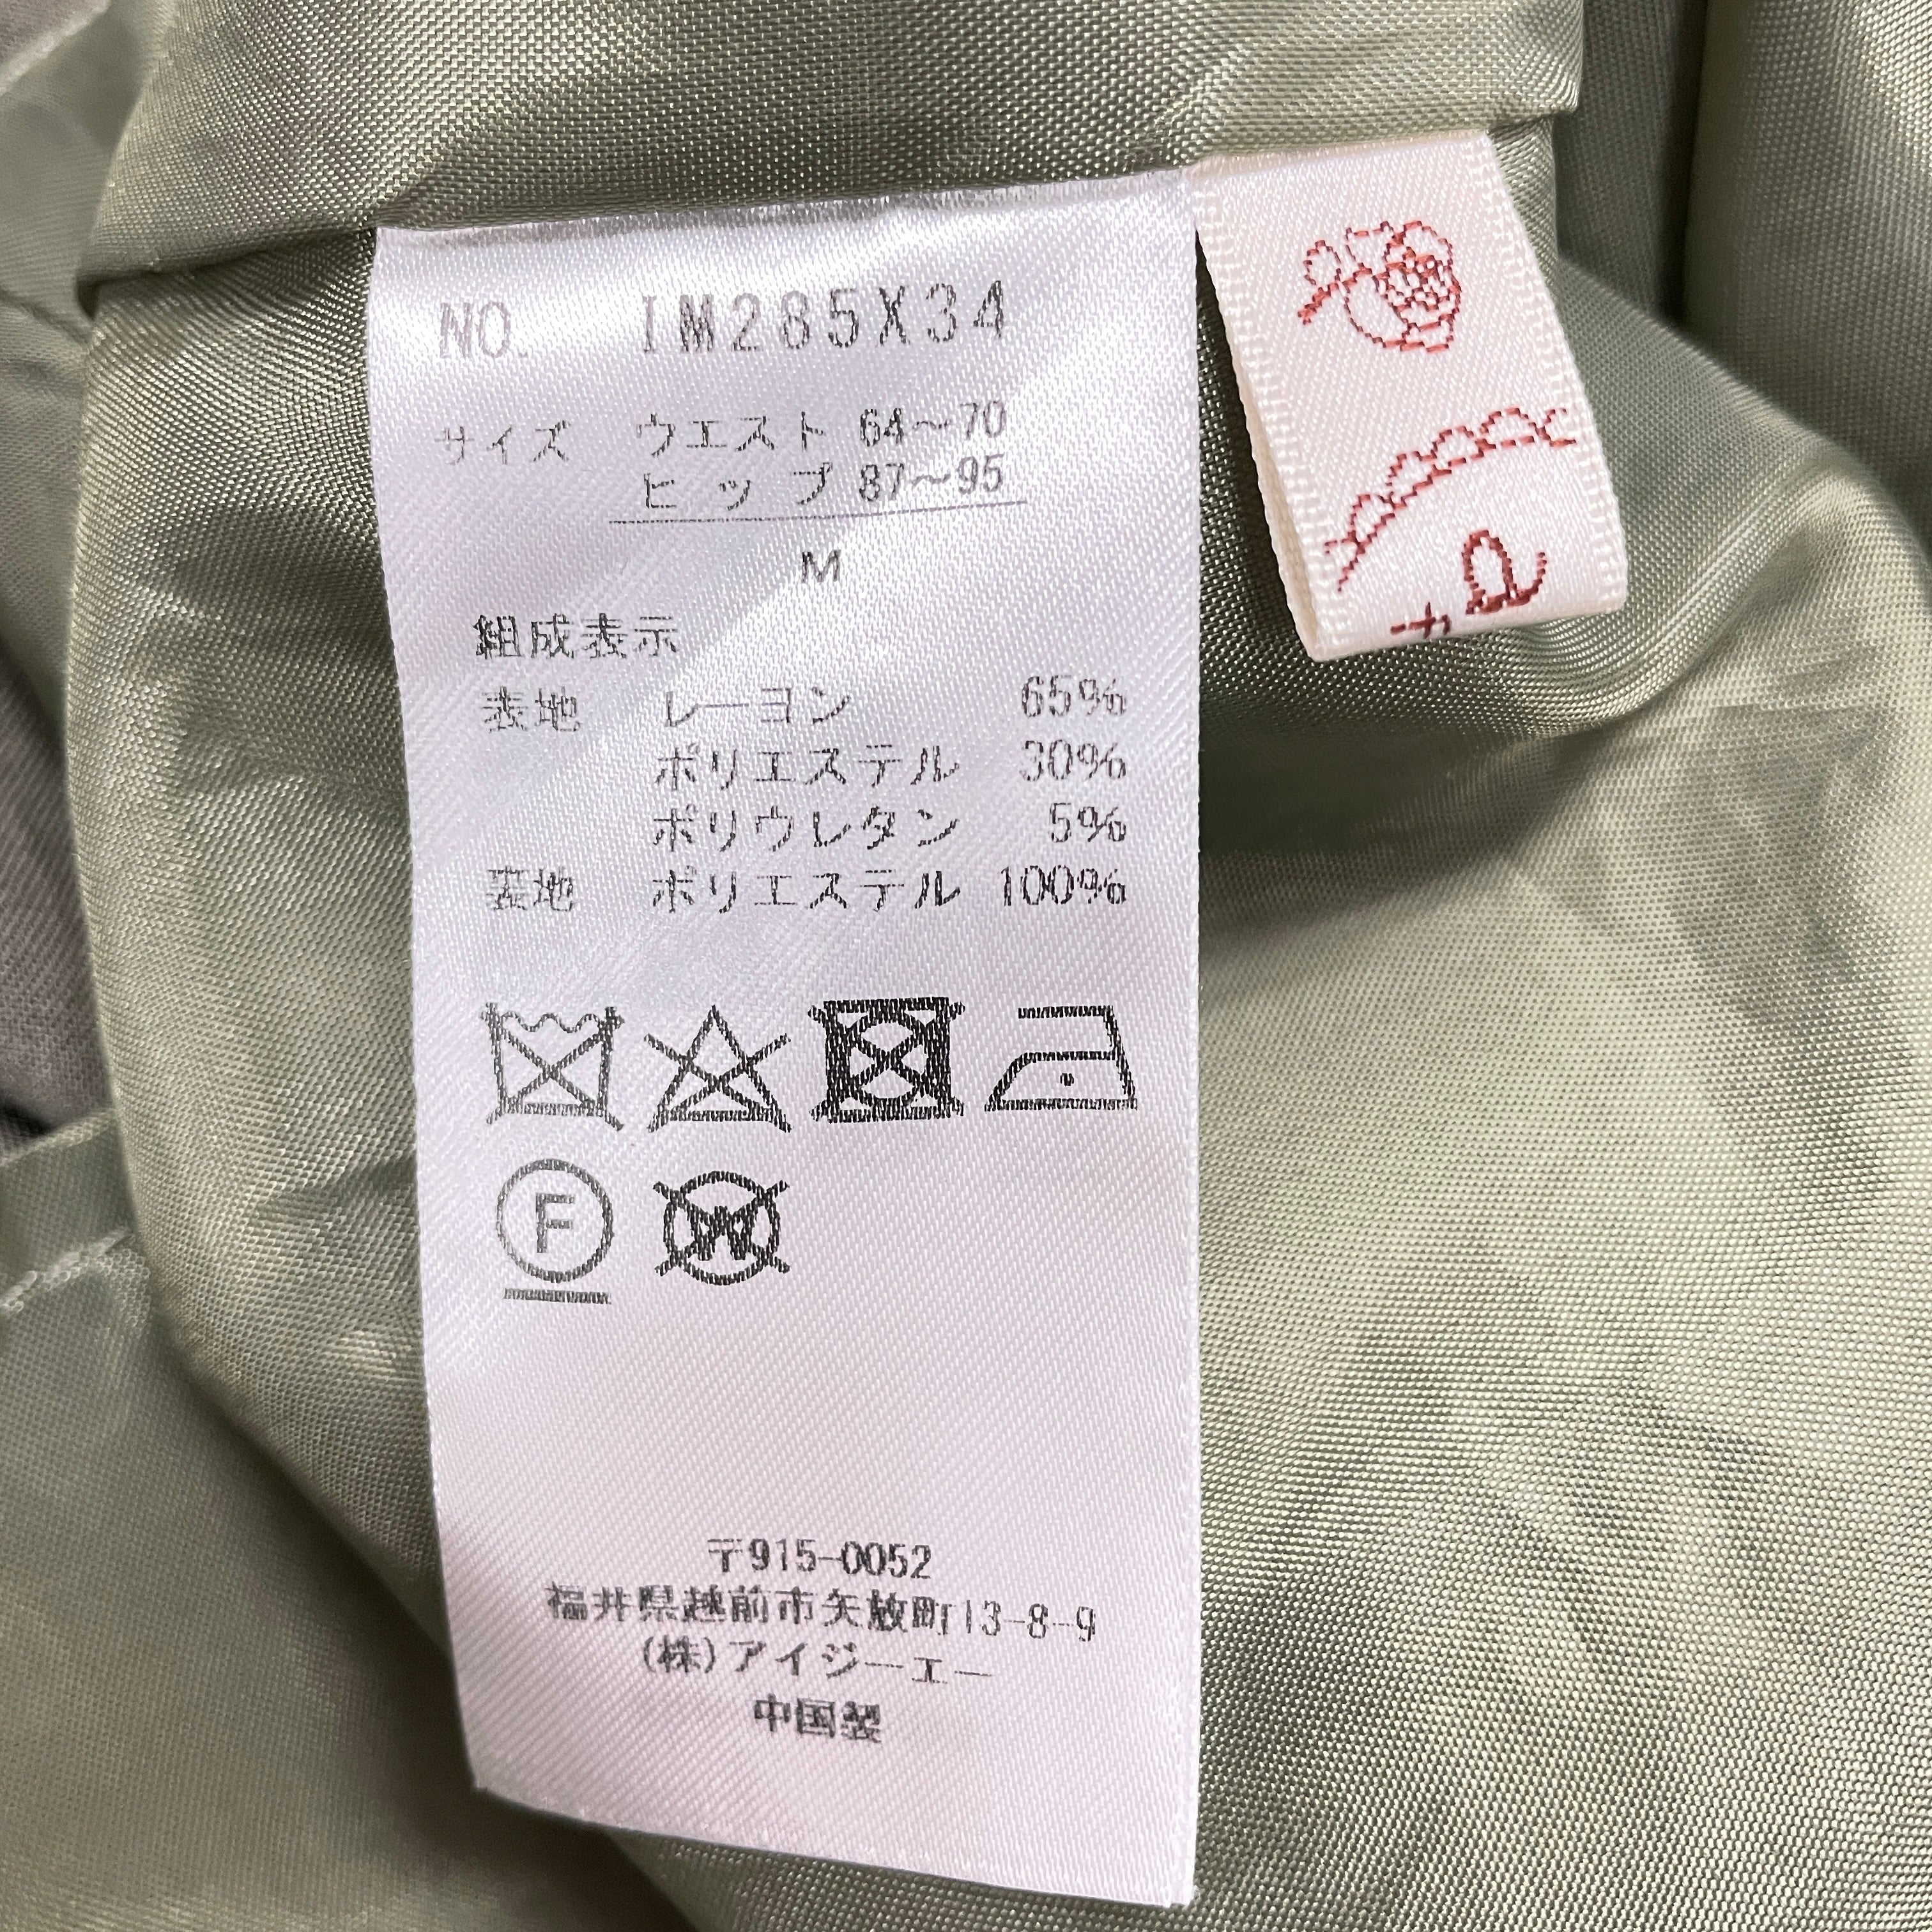 NO. IM285X34
サイズ ウエスト 64～70
ヒップ 87～95
M
組成表示
表地 レーヨン 65%
ポリエステル 30%
ポリウレタン 5%
裏地 ポリエステル 100%
F
W
〒915-0052
福井県越前市矢放町13-8-9
(株)アイジーエー
中国製